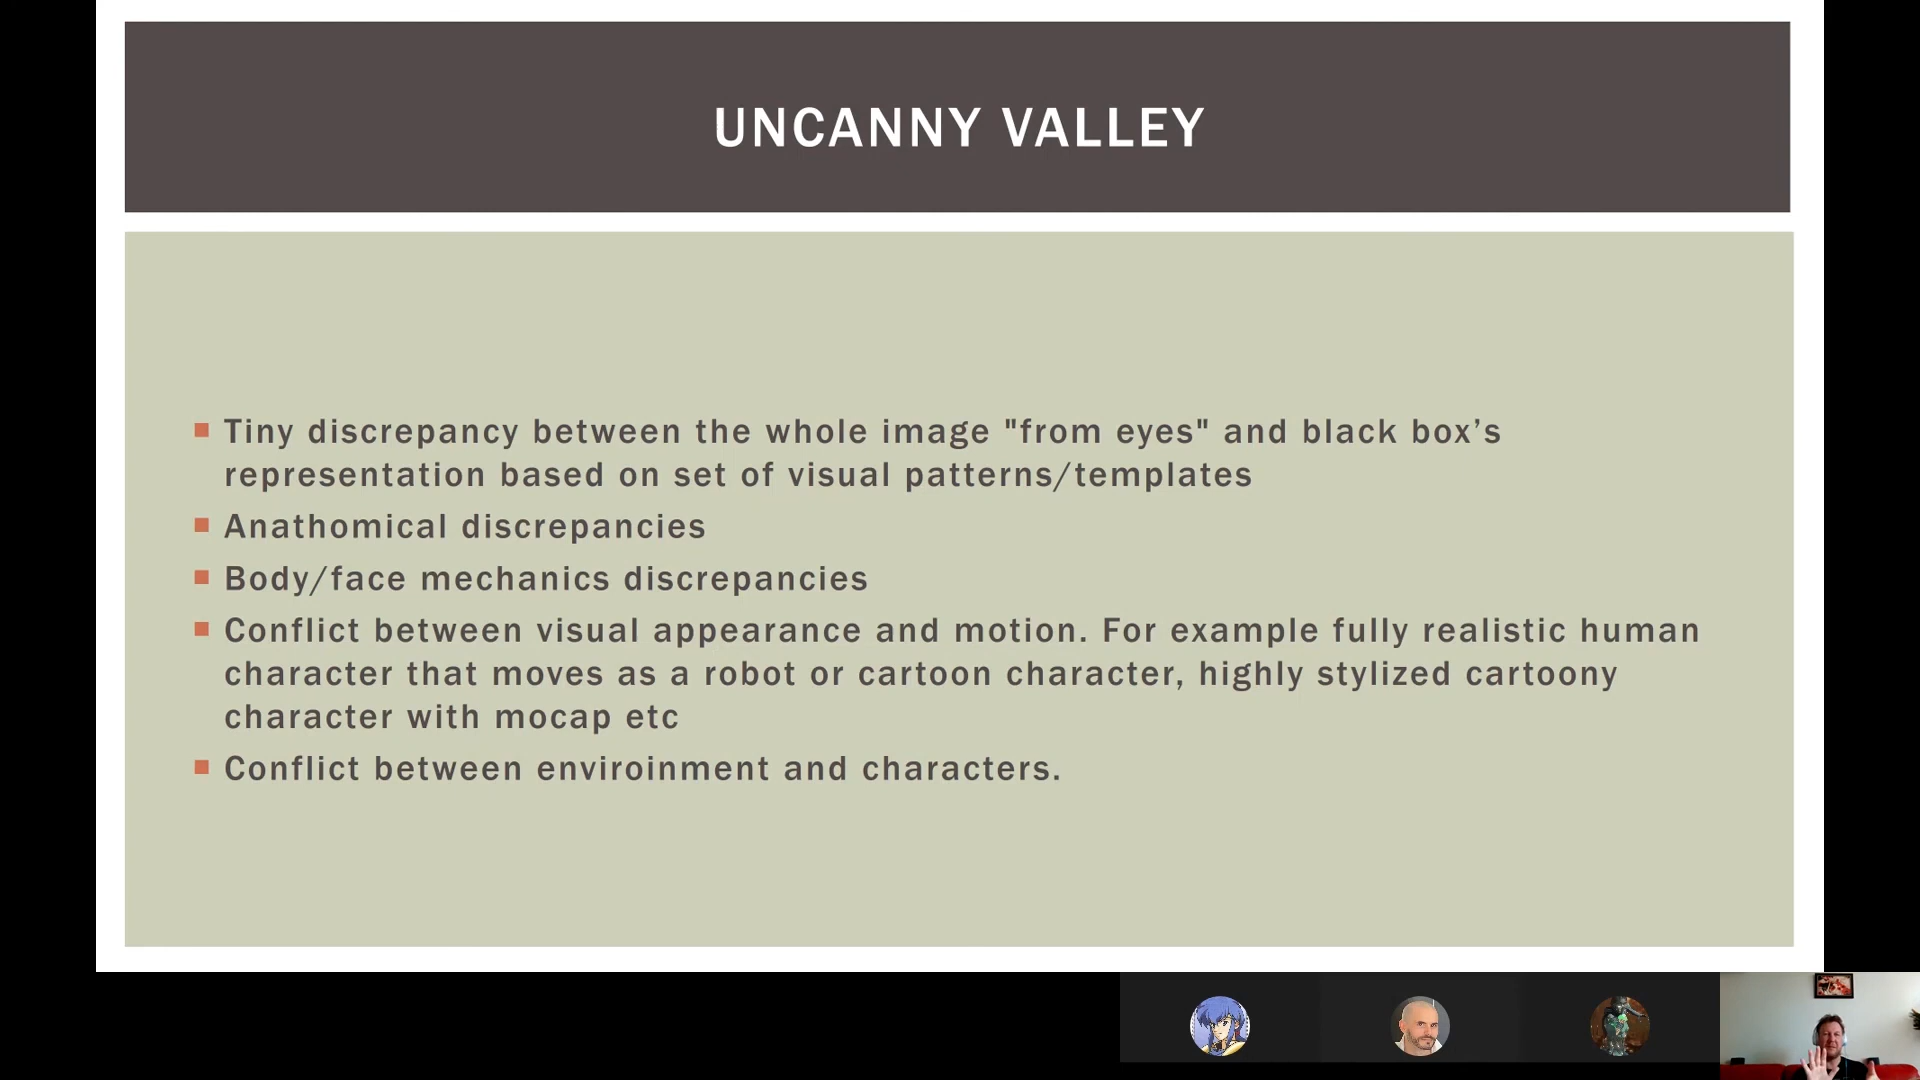 UNCANNY VALLEY
Tiny discrepancy between the whole image "from eyes" and black box’s
representation based on set of visual patterns/templates
Anathomical discrepancies
Body/face mechanics discrepancies
Conflict between visual appearance and motion. For example fully realistic human
character that moves as a robot or cartoon character, highly stylized cartoony
character with mocap etc
Conflict between enviroinment and characters.